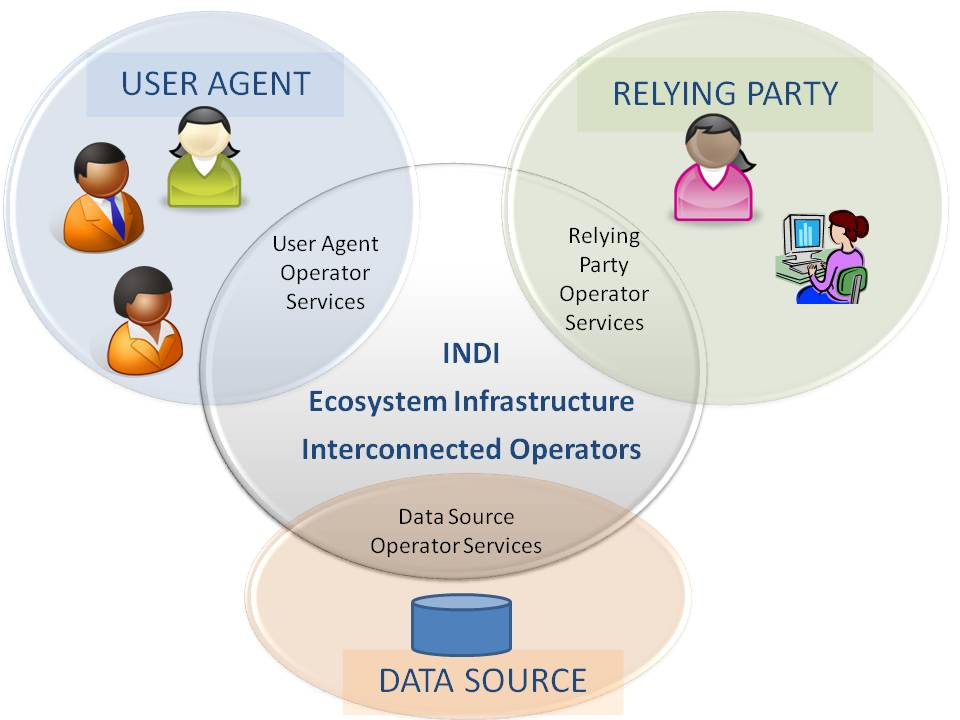 USER AGENT
RELYING PARTY
User Agent
Operator
Services
Relying
Party
Operator
Services
INDI
Ecosystem Infrastructure
Interconnected Operators
Data Source
Operator Services
DATA SOURCE